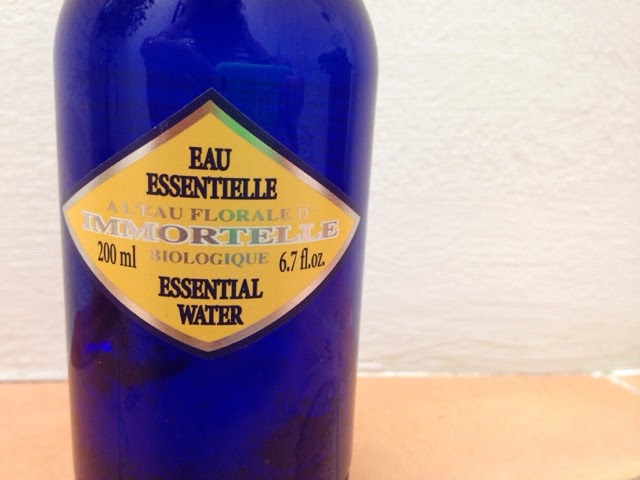 EAU
ESSENTIELLE
A L'EAU FLORALE D'
IMMORTELLE
200 ml BIOLOGIQUE 6.7 fl.oz.
ESSENTIAL
WATER